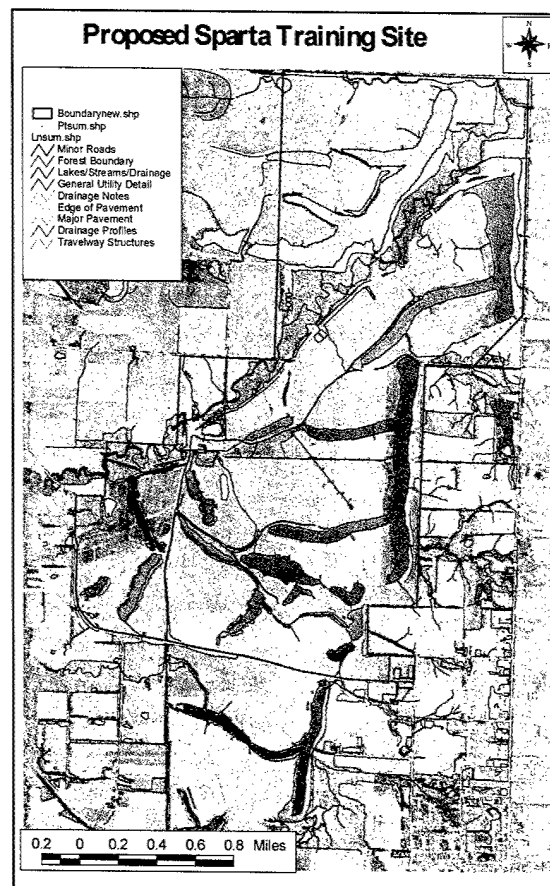 Proposed Sparta Training Site
N
W E
S
Boundarynew.shp
Ptsum.shp
Lnsum.shp
Minor Roads
Forest Boundary
Lakes/Streams/Drainage
General Utility Detail
Drainage Notes
Edge of Pavement
Major Pavement
Drainage Profiles
Travelway Structures
0.2 0 0.2 0.4 0.6 0.8 Miles